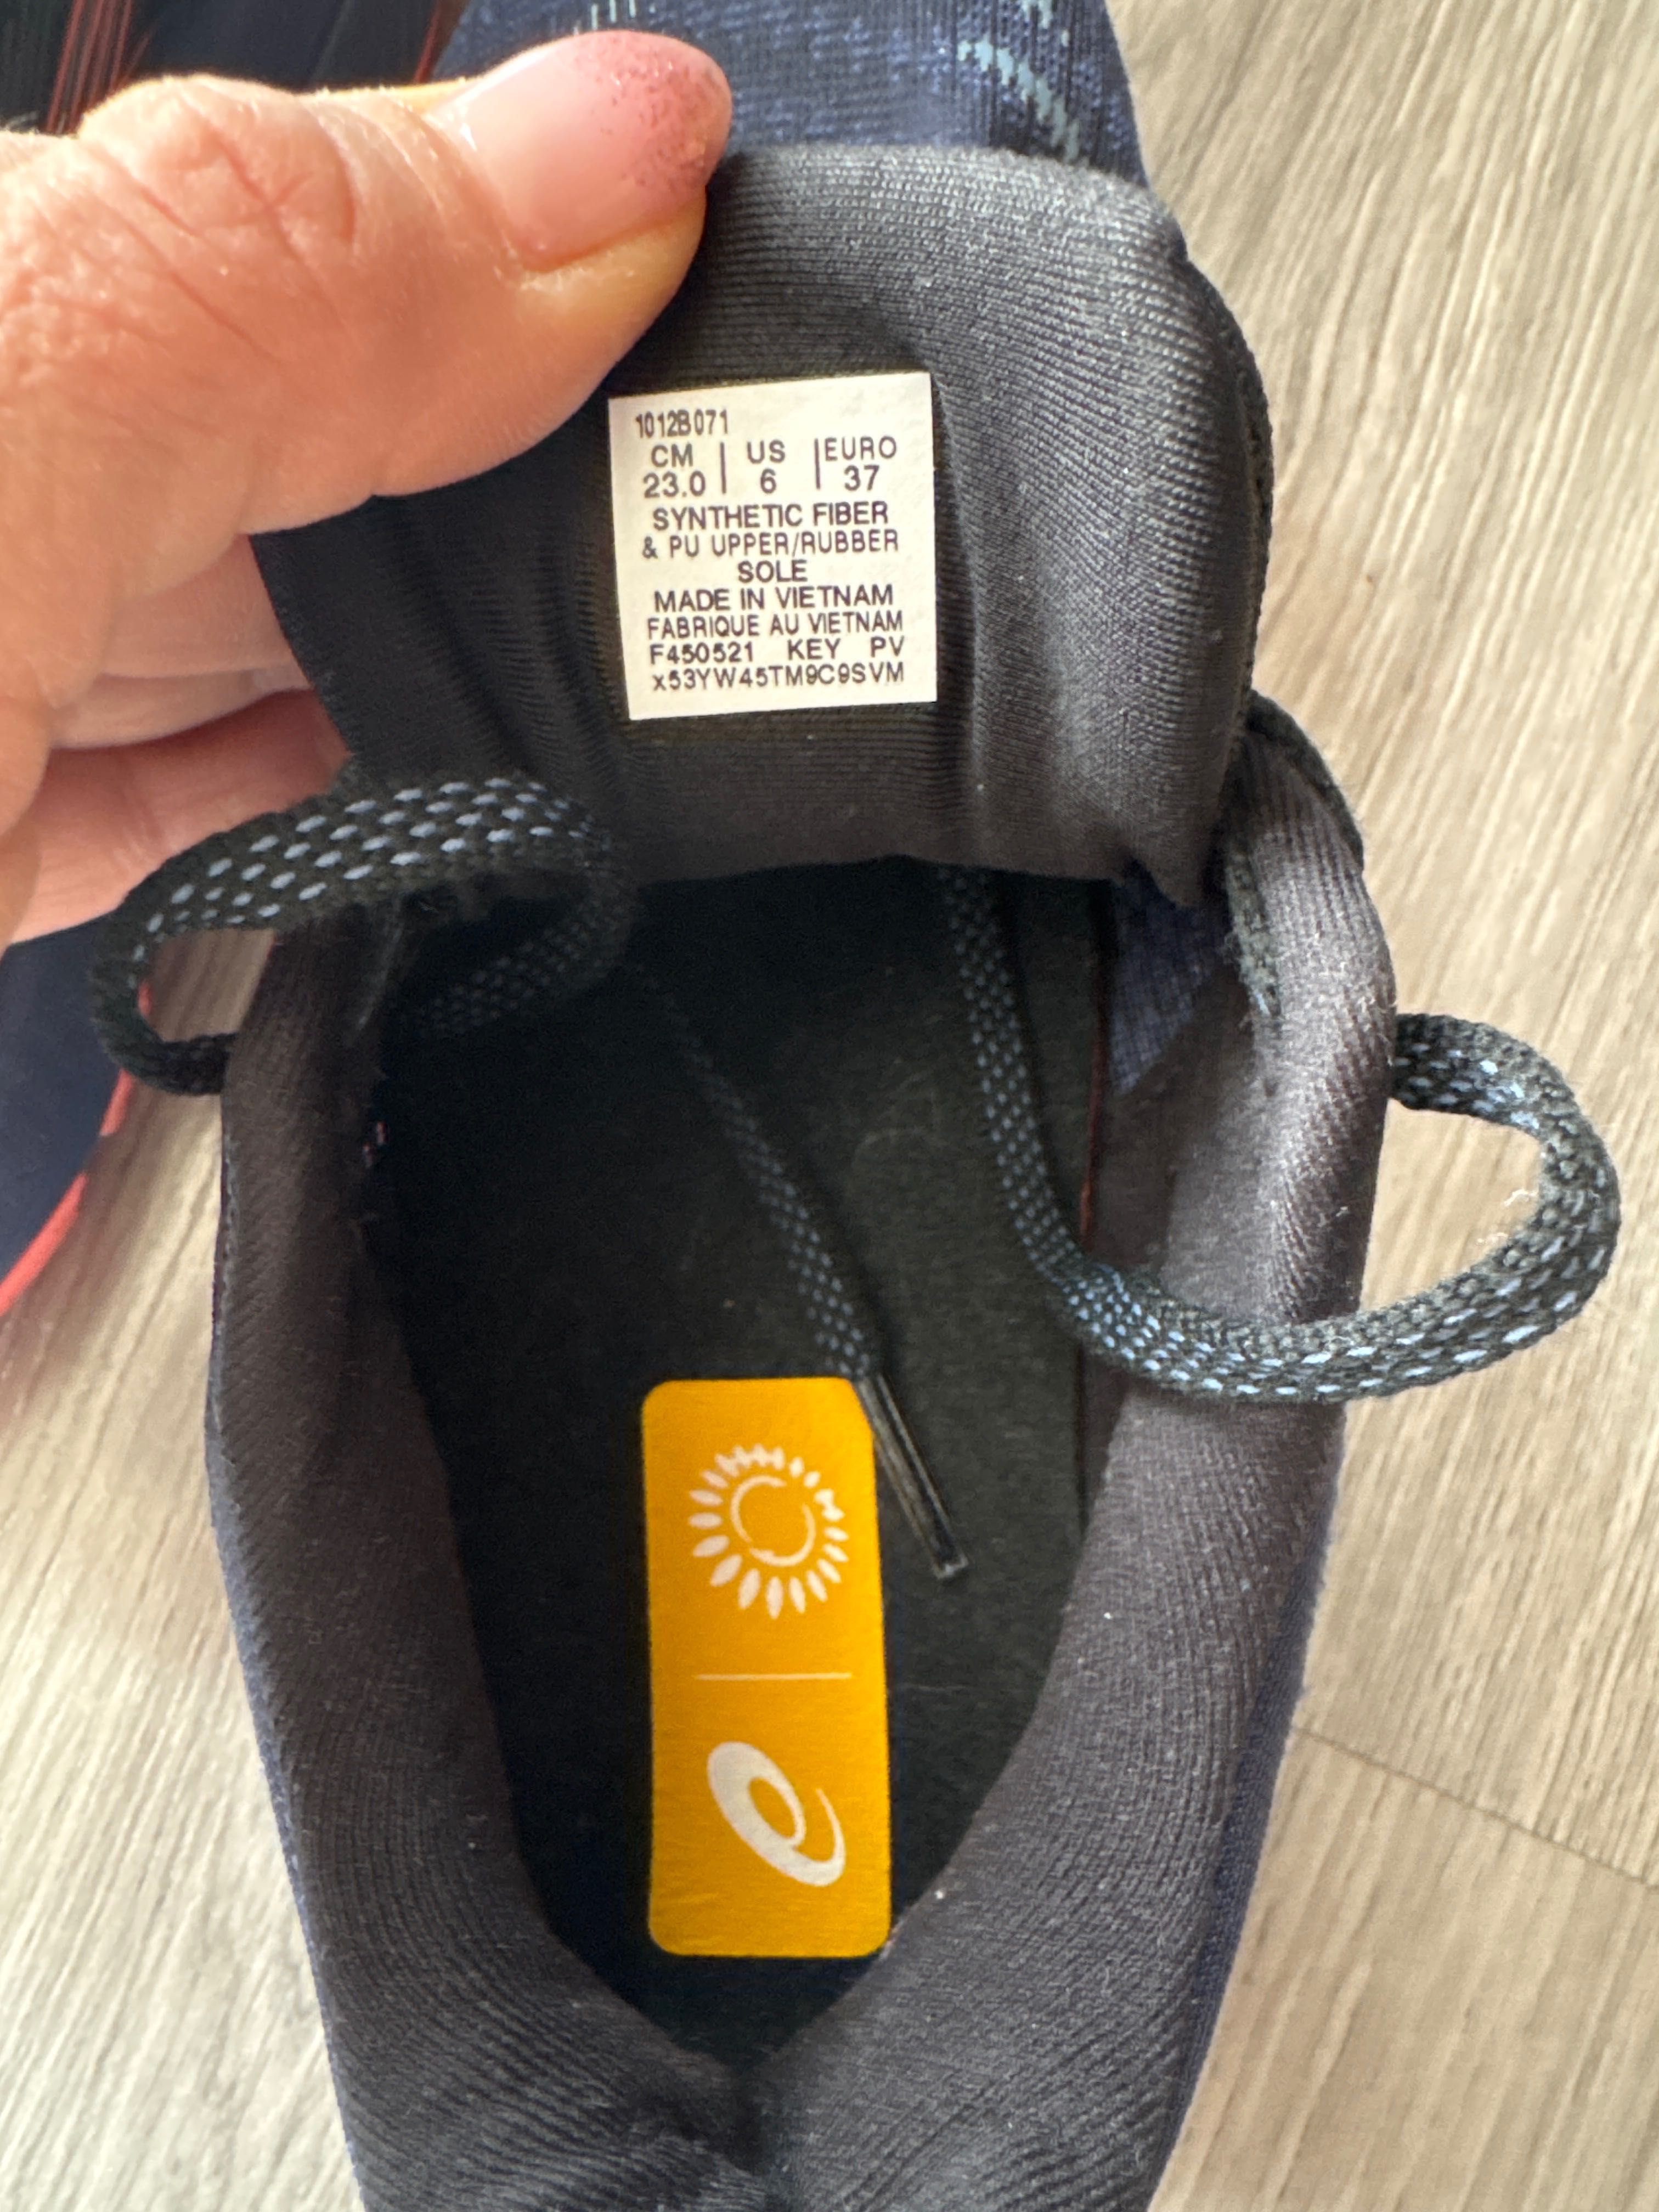 1012B071
CM | US | EURO
23.0 | 6 | 37
SYNTHETIC FIBER
& PU UPPER/RUBBER
SOLE
MADE IN VIETNAM
FABRIQUE AU VIETNAM
F450521 KEY PV
x53YW45TM9C9SVM